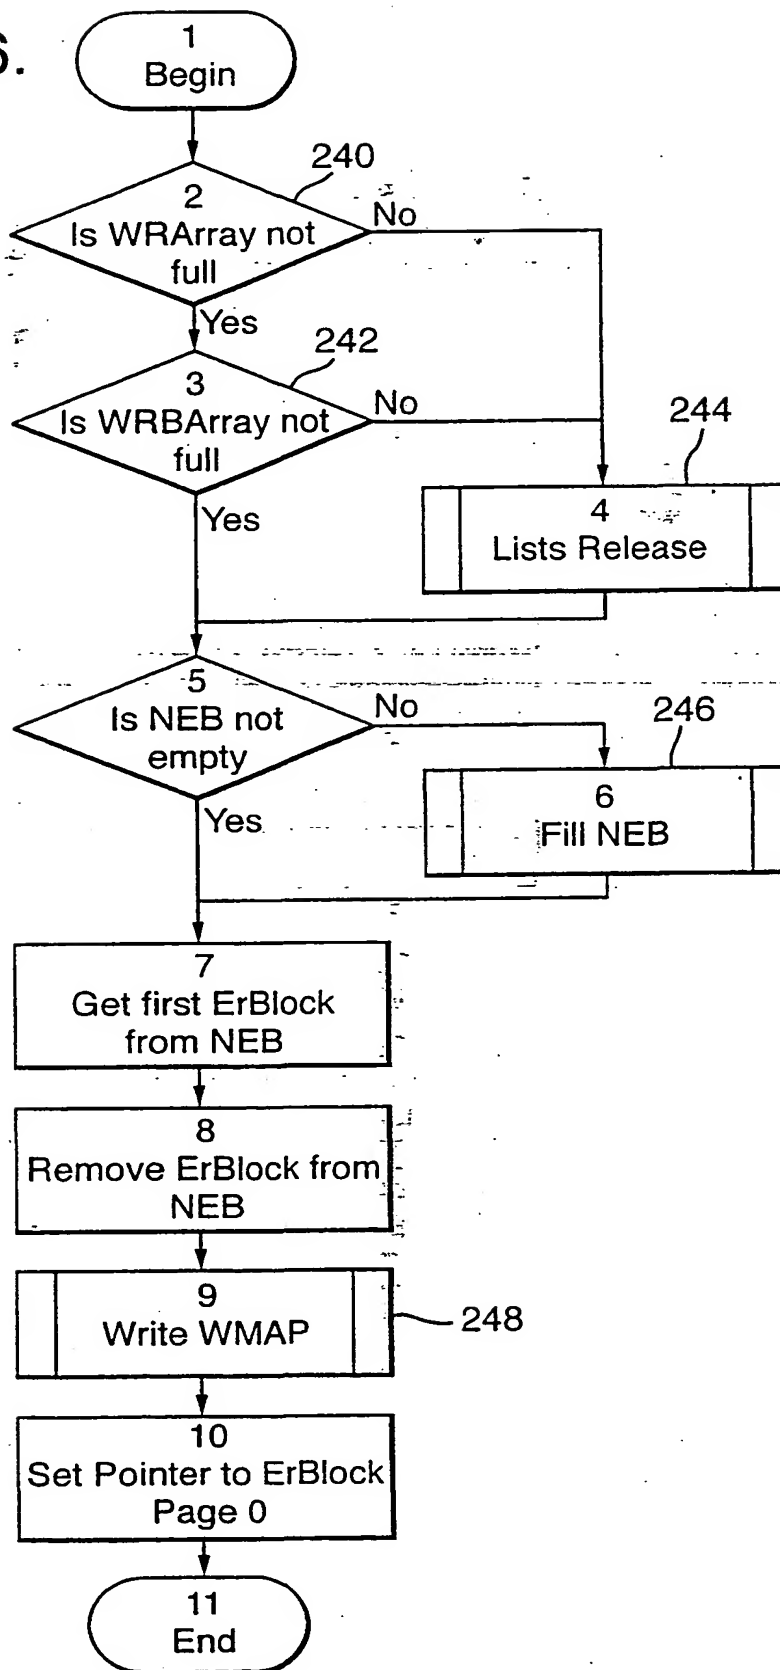 6.
1
Begin
240
2
Is WRArray not
full
No
Yes
242
3
Is WRBArray not
full
No
Yes
244
4
Lists Release
5
Is NEB not
empty
No
Yes
246
6
Fill NEB
7
Get first ErBlock
from NEB
8
Remove ErBlock from
NEB
9
Write WMAP
248
10
Set Pointer to ErBlock
Page 0
11
End